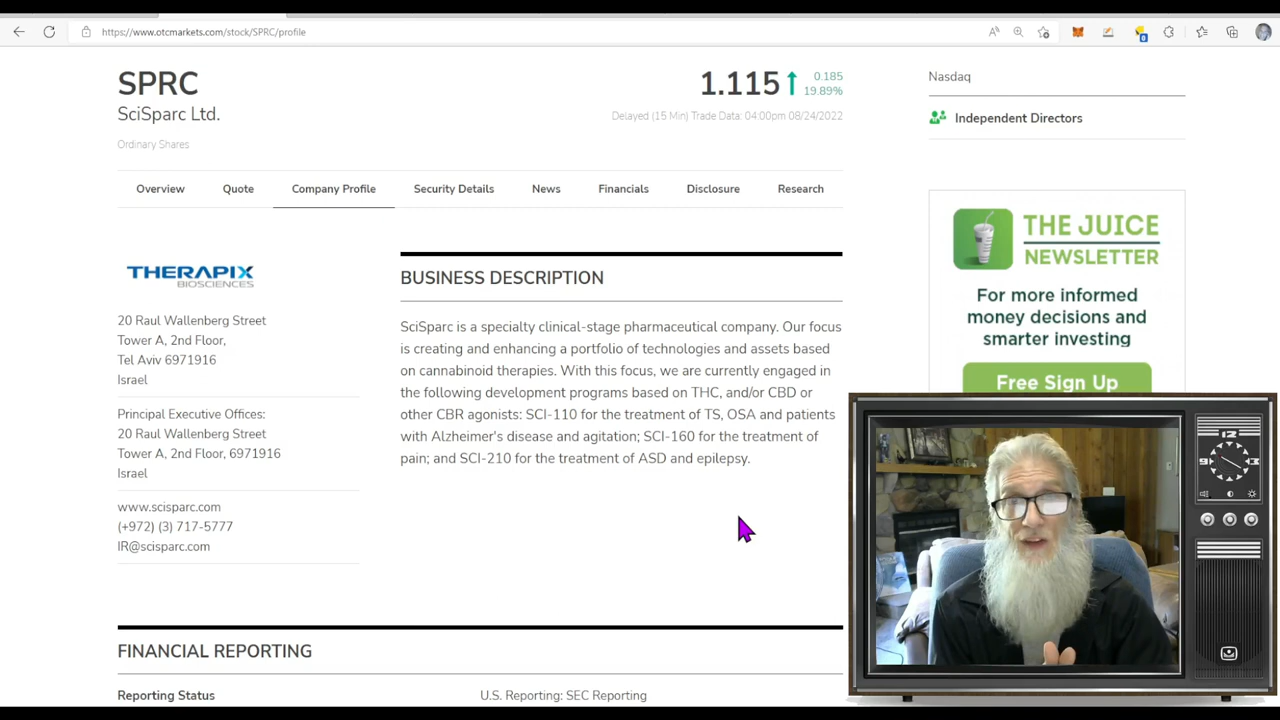 https://www.otcmarkets.com/stock/SPRC/profile
SPRC
SciSparc Ltd.
Ordinary Shares
1.115
0.185
19.89%
Delayed (15 Min) Trade Data: 04:00pm 08/24/2022
Nasdaq
Independent Directors
Overview
Quote
Company Profile
Security Details
News
Financials
Disclosure
Research
THERAPIX
BIOSCIENCES
20 Raul Wallenberg Street
Tower A, 2nd Floor,
Tel Aviv 6971916
Israel
Principal Executive Offices:
20 Raul Wallenberg Street
Tower A, 2nd Floor, 6971916
Israel
www.scisparc.com
(+972) (3) 717-5777
IR@scisparc.com
BUSINESS DESCRIPTION
SciSparc is a specialty clinical-stage pharmaceutical company. Our focus
is creating and enhancing a portfolio of technologies and assets based
on cannabinoid therapies. With this focus, we are currently engaged in
the following development programs based on THC, and/or CBD or
other CBR agonists: SCI-110 for the treatment of TS, OSA and patients
with Alzheimer's disease and agitation; SCI-160 for the treatment of
pain; and SCI-210 for the treatment of ASD and epilepsy.
THE JUICE
NEWSLETTER
For more informed
money decisions and
smarter investing
Free Sign Up
12
9
3
FINANCIAL REPORTING
Reporting Status
U.S. Reporting: SEC Reporting